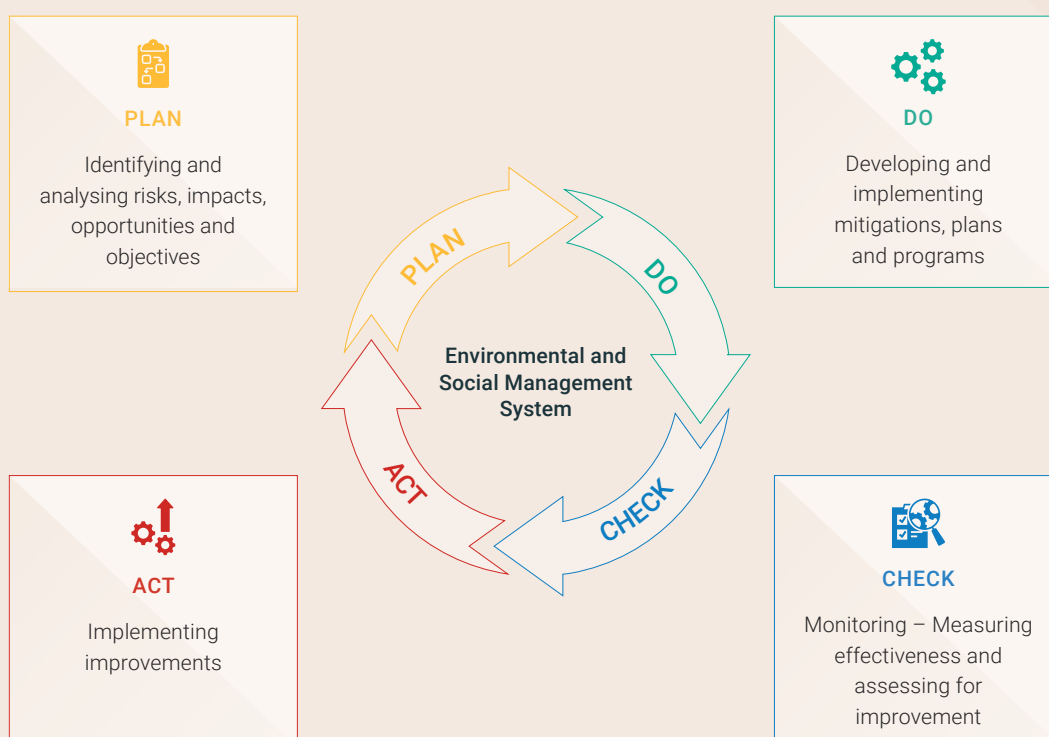 PLAN
Identifying and
analysing risks, impacts,
opportunities and
objectives
DO
Developing and
implementing
mitigations, plans
and programs
PLAN
DO
Environmental and
Social Management
System
ACT
CHECK
ACT
Implementing
improvements
CHECK
Monitoring – Measuring
effectiveness and
assessing for
improvement